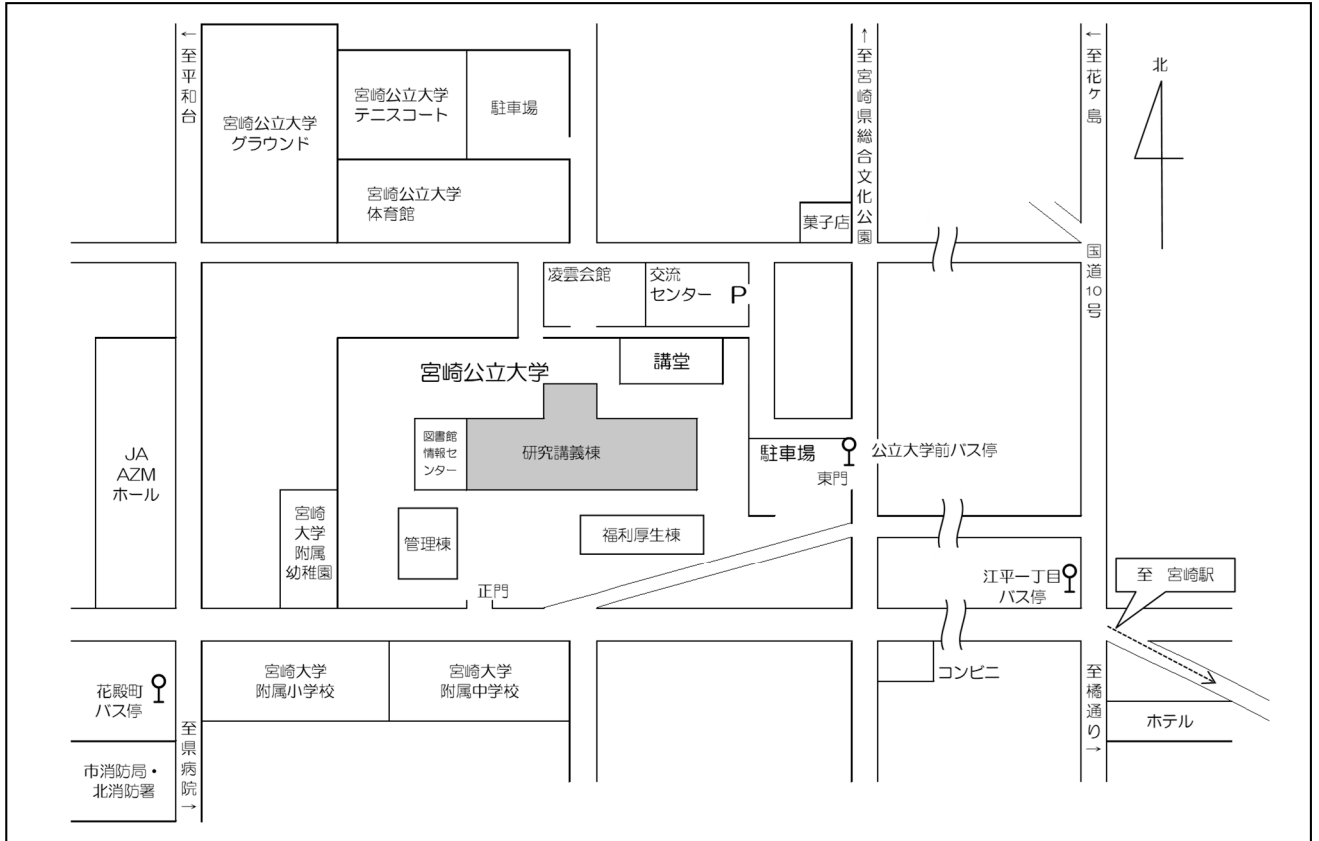 ←至平和台
宮崎公立大学
グラウンド
宮崎公立大学
テニスコート
駐車場
宮崎公立大学
体育館
菓子店
↑至宮崎県総合文化公園
←至花ヶ島
北
国道10号
凌雲会館
交流
センター
P
講堂
宮崎公立大学
図書館
情報セ
ンター
研究講義棟
駐車場
東門
公立大学前バス停
JA
AZM
ホール
宮崎
大学
附属
幼稚園
管理棟
福利厚生棟
正門
江平一丁目
バス停
至 宮崎駅
花殿町
バス停
宮崎大学
附属小学校
宮崎大学
附属中学校
コンビニ
至橘通り→
ホテル
市消防局・
北消防署
至県病院→